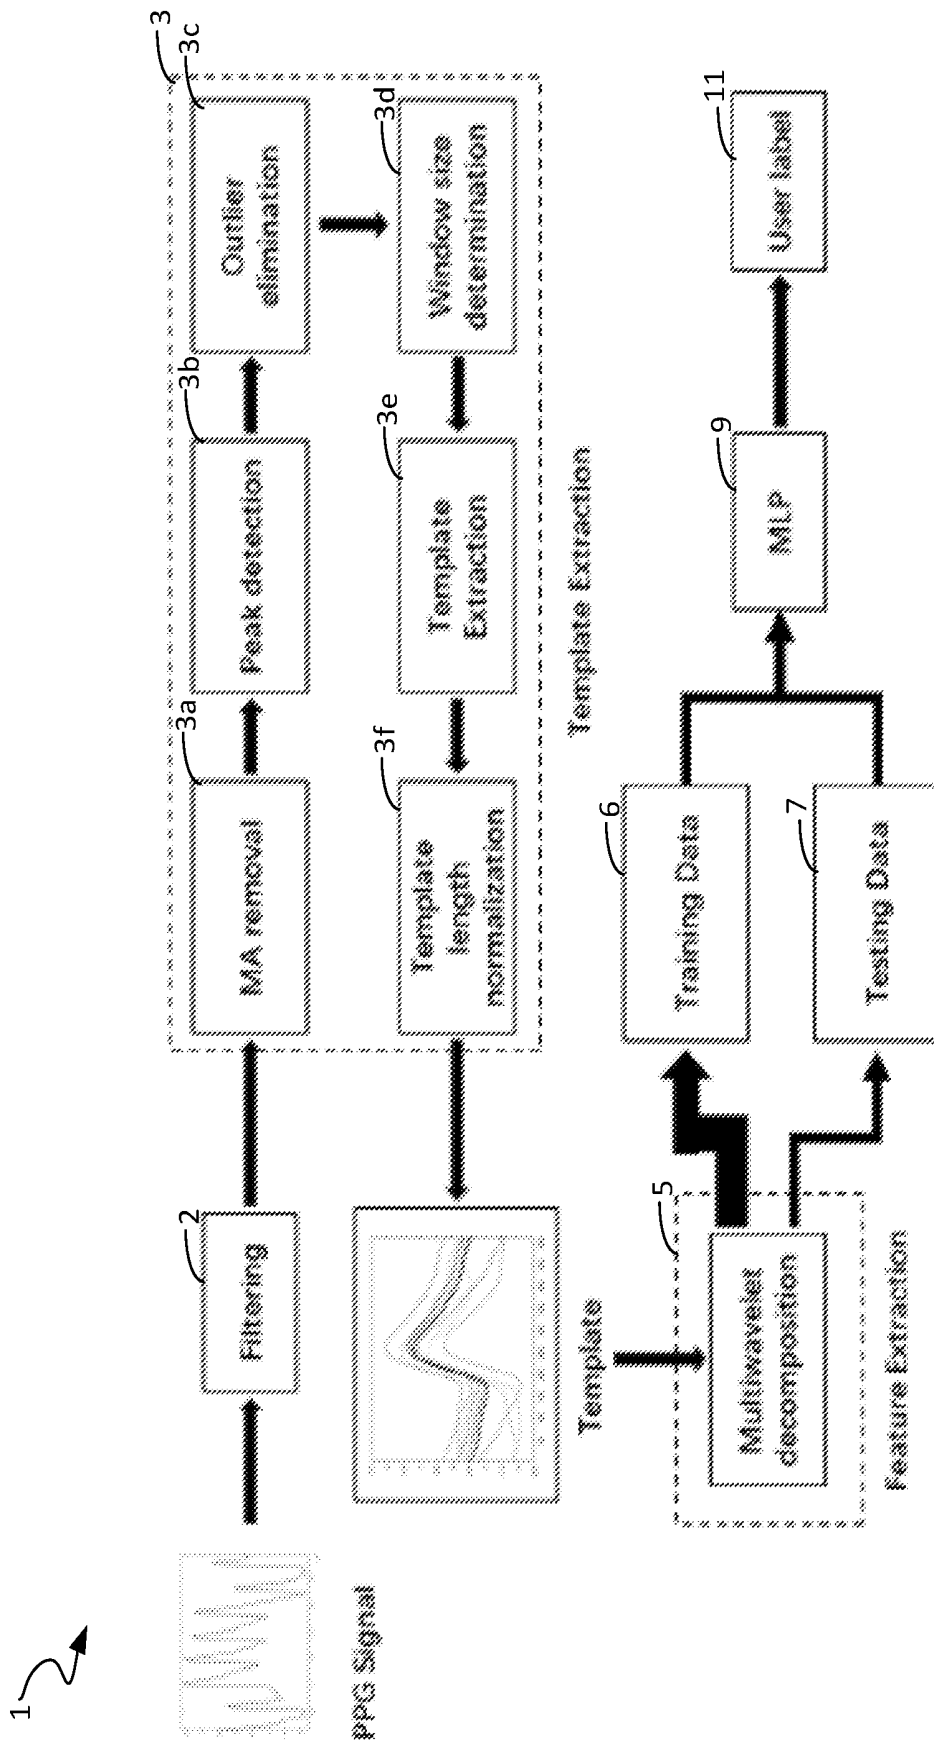 1
PPG Signal
2
Filtering
3
3a
MA removal
3b
Peak detection
3c
Outlier
elimination
3d
Window size
determination
3e
Template
Extraction
3f
Template
length
normalization
Template Extraction
Template
5
Multiwavelet
decomposition
Feature Extraction
6
Training Data
7
Testing Data
9
MLP
11
User label